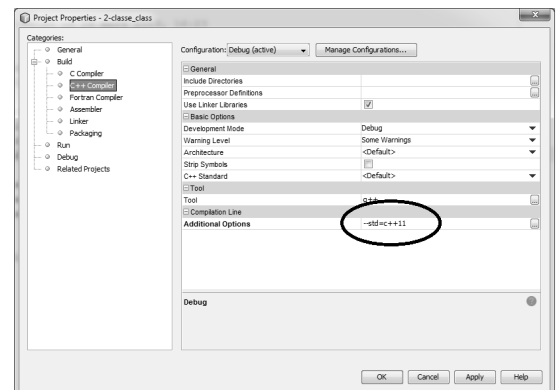 Project Properties - 2-classe_class
Categories:
General
Build
C Compiler
C++ Compiler
Fortran Compiler
Assembler
Linker
Packaging
Run
Debug
Related Projects
Configuration: Debug (active) Manage Configurations...
General
Include Directories ...
Preprocessor Definitions ...
Use Linker Libraries
Basic Options
Development Mode Debug
Warning Level Some Warnings
Architecture <Default>
Strip Symbols
C++ Standard <Default>
Tool
Tool g++ ...
Compilation Line
Additional Options --std=c++11 ...
Debug
OK Cancel Apply Help